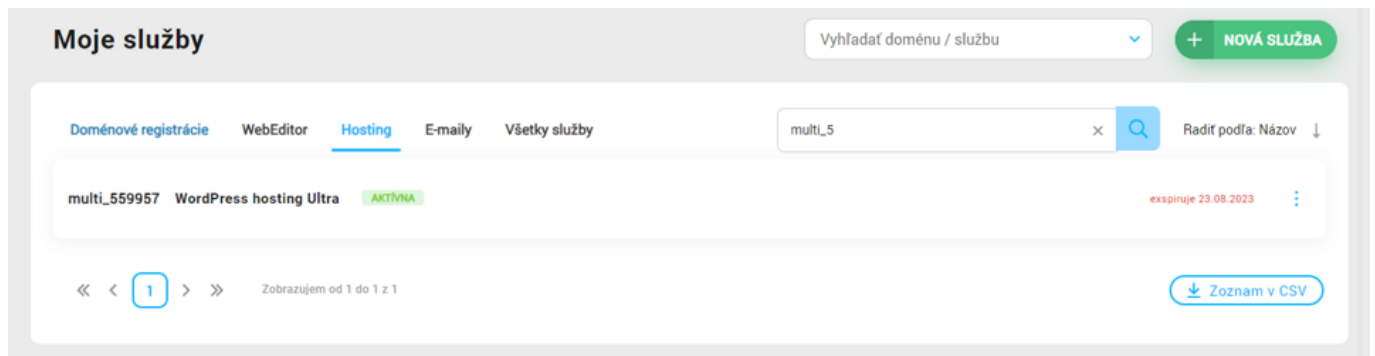 Moje služby
Vyhľadať doménu / službu
+ NOVÁ SLUŽBA
Doménové registrácie WebEditor Hosting E-maily Všetky služby
multi_5
Radiť podľa: Názov ↓
multi_559957 WordPress hosting Ultra AKTÍVNA exspiruje 23.08.2023
« < 1 > » Zobrazujem od 1 do 1 z 1
Zoznam v CSV